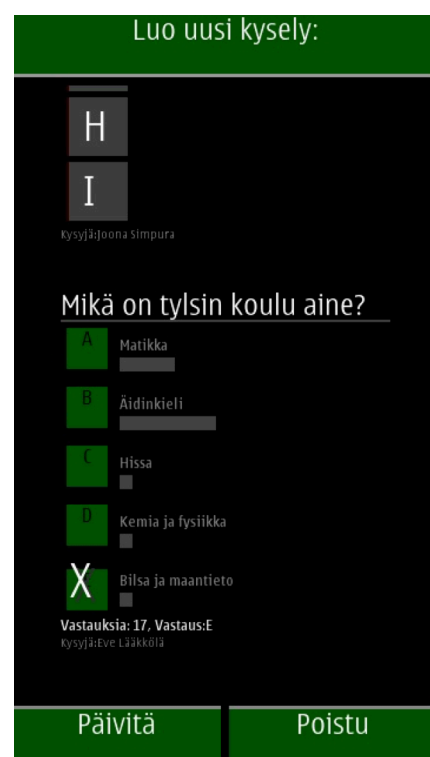 Luo uusi kysely:
H
I
Kysyjä:Joona Simpura
Mikä on tylsin koulu aine?
A
Matikka
B
Äidinkieli
C
Hissa
D
Kemia ja fysiikka
X
Bilsa ja maantieto
Vastauksia: 17, Vastaus:E
Kysyjä:Eve Lääkkölä
Päivitä
Poistu